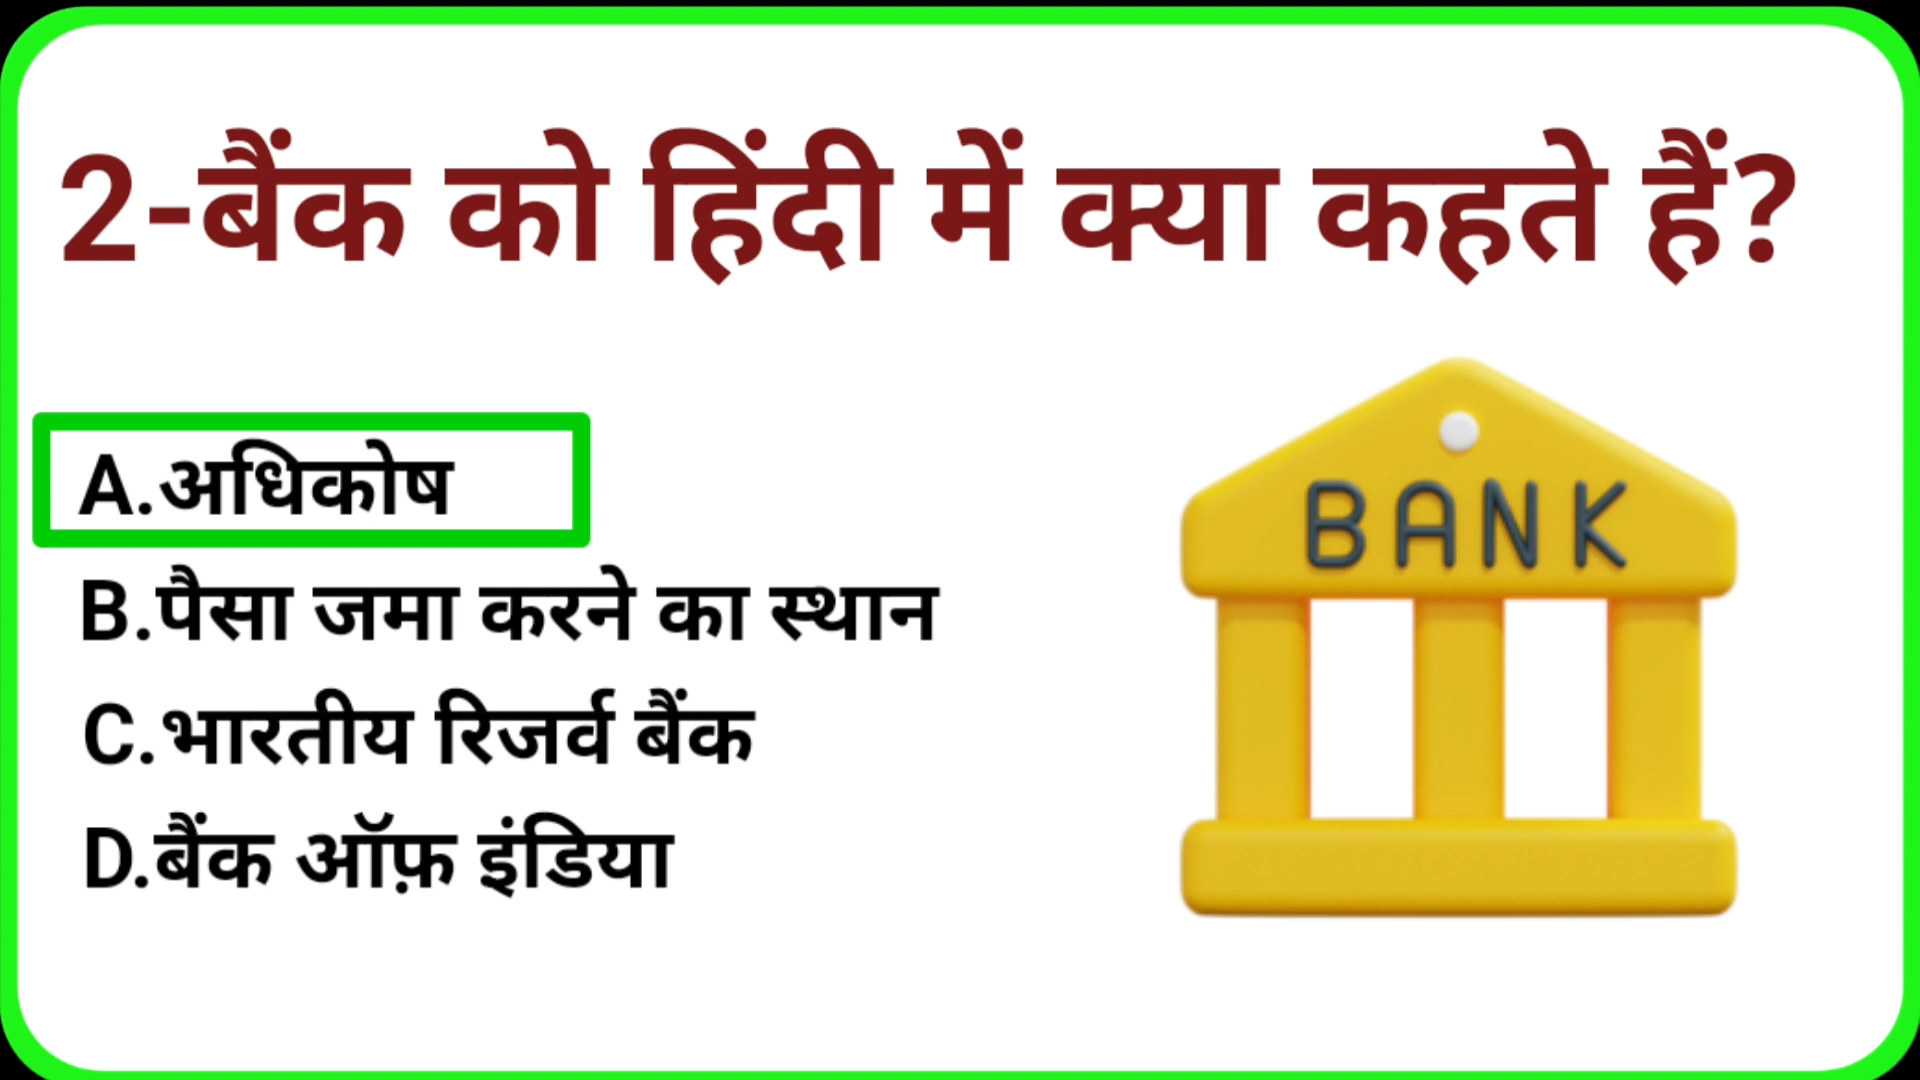 2-बैंक को हिंदी में क्या कहते हैं?
A.अधिकोष
B.पैसा जमा करने का स्थान
C.भारतीय रिजर्व बैंक
D.बैंक ऑफ़ इंडिया
BANK